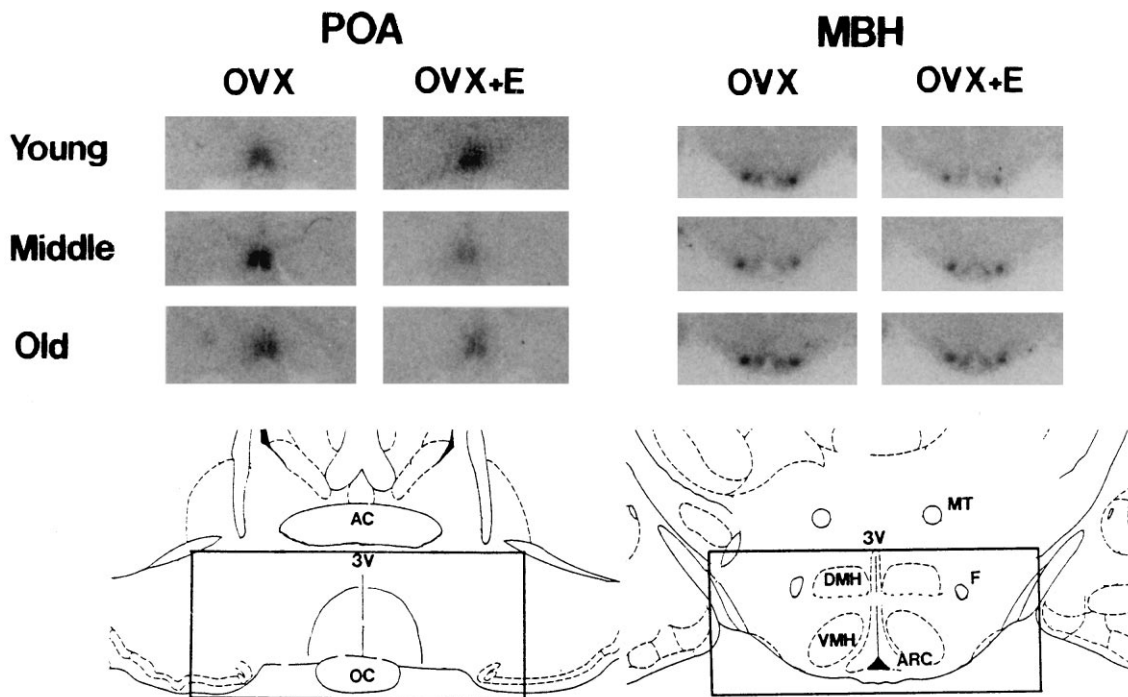 POA MBH
OVX OVX+E OVX OVX+E
Young
Middle
Old
AC
3V
OC
MT
3V
DMH F
VMH
ARC